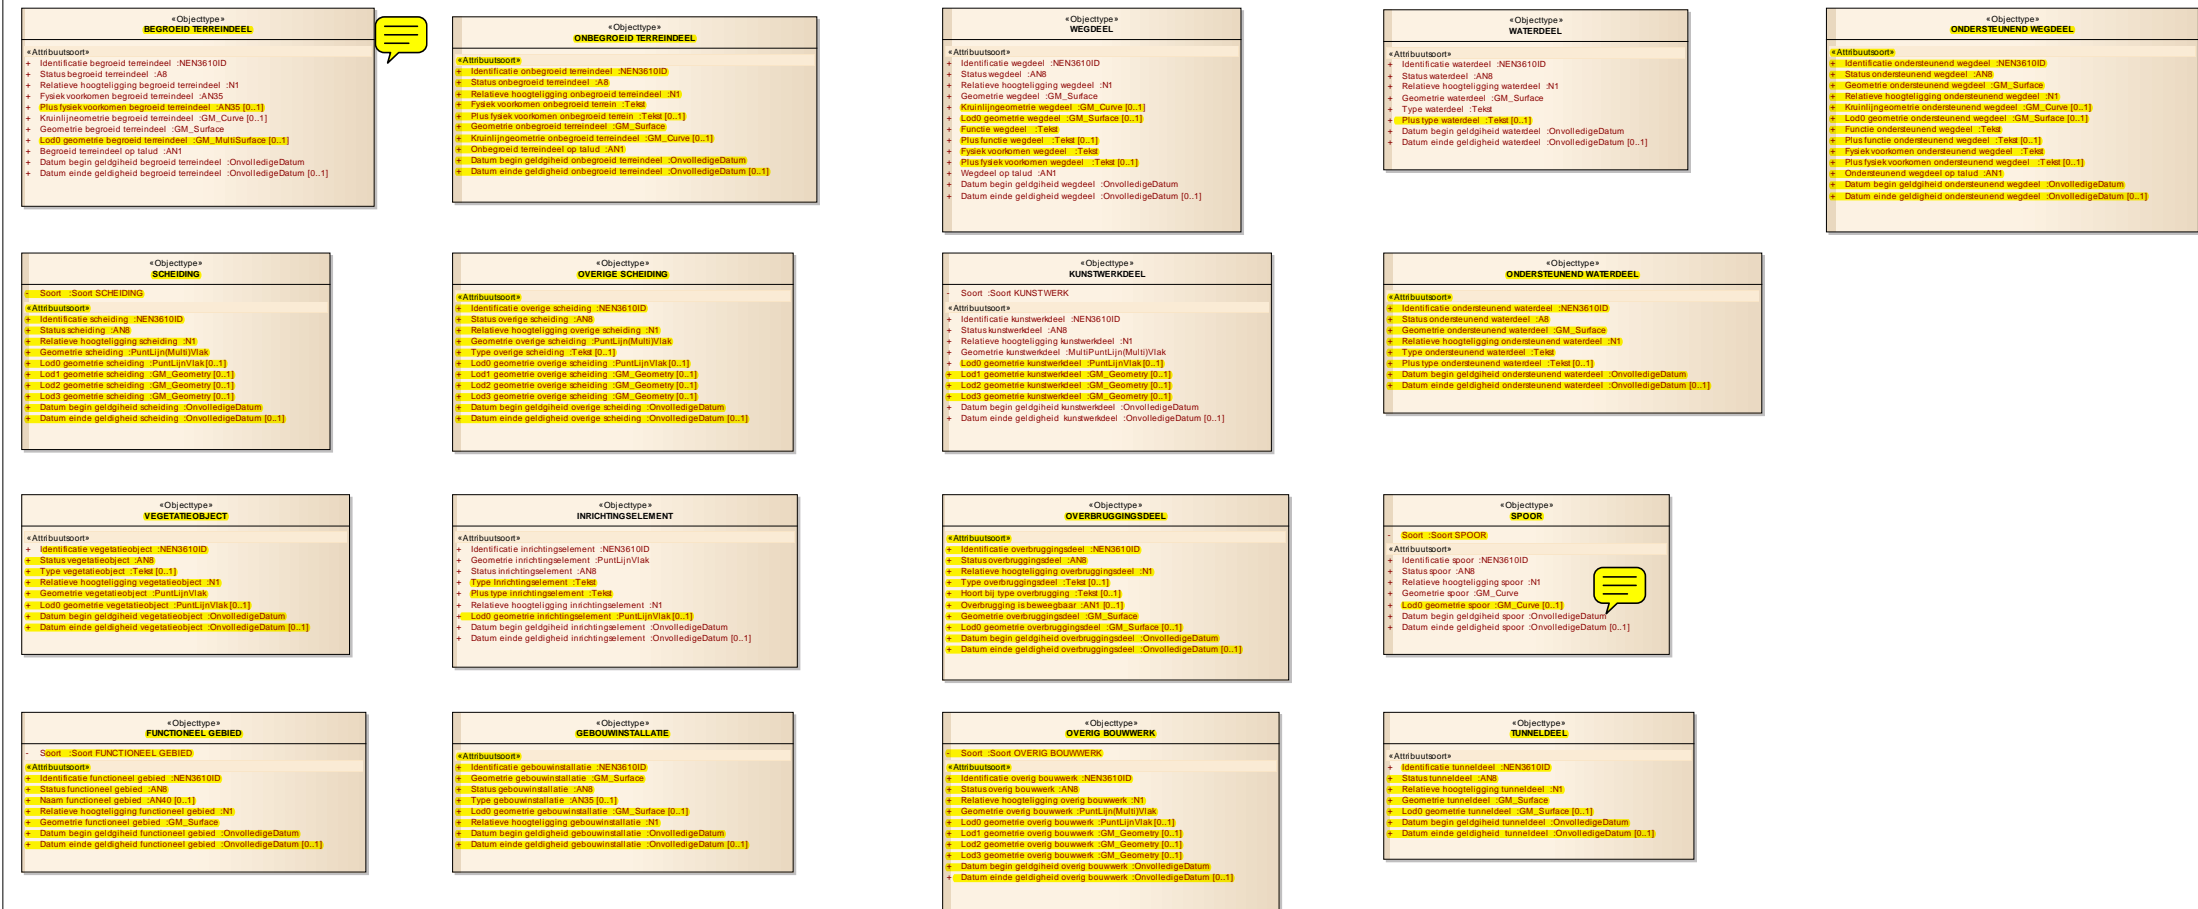 «Objecttype»
BEGROEID TERREINDEEL
«Attribuutsoort»
+ Identificatie begroeid terreindeel :NEN3610ID
+ Status begroeid terreindeel :A8
+ Relatieve hoogteligging begroeid terreindeel :N1
+ Fysiek voorkomen begroeid terreindeel :AN35
+ Plus fysiek voorkomen begroeid terreindeel :AN35 [0..1]
+ Kruinlijngeometrie begroeid terreindeel :GM_Curve [0..1]
+ Geometrie begroeid terreindeel :GM_Surface
+ Lod0 geometrie begroeid terreindeel :GM_MultiSurface [0..1]
+ Begroeid terreindeel op talud :AN1
+ Datum begin geldgiheid begroeid terreindeel :OnvolledigeDatum
+ Datum einde geldigheid begroeid terreindeel :OnvolledigeDatum [0..1]
«Objecttype»
ONBEGROEID TERREINDEEL
«Attribuutsoort»
+ Identificatie onbegroeid terreindeel :NEN3610ID
+ Status onbegroeid terreindeel :A8
+ Relatieve hoogteligging onbegroeid terreindeel :N1
+ Fysiek voorkomen onbegroeid terrein :Tekst
+ Plus fysiek voorkomen onbegroeid terrein :Tekst [0..1]
+ Geometrie onbegroeid terreindeel :GM_Surface
+ Kruinlijngeometrie onbegroeid terreindeel :GM_Curve [0..1]
+ Onbegroeid terreindeel op talud :AN1
+ Datum begin geldgiheid onbegroeid terreindeel :OnvolledigeDatum
+ Datum einde geldigheid onbegroeid terreindeel :OnvolledigeDatum [0..1]
«Objecttype»
WEGDEEL
«Attribuutsoort»
+ Identificatie wegdeel :NEN3610ID
+ Status wegdeel :AN8
+ Relatieve hoogteligging wegdeel :N1
+ Geometrie wegdeel :GM_Surface
+ Kruinlijngeometrie wegdeel :GM_Curve [0..1]
+ Lod0 geometrie wegdeel :GM_Surface [0..1]
+ Functie wegdeel :Tekst
+ Plus functie wegdeel :Tekst [0..1]
+ Fysiek voorkomen wegdeel :Tekst
+ Plus fysiek voorkomen wegdeel :Tekst [0..1]
+ Wegdeel op talud :AN1
+ Datum begin geldgiheid wegdeel :OnvolledigeDatum
+ Datum einde geldigheid wegdeel :OnvolledigeDatum [0..1]
«Objecttype»
WATERDEEL
«Attribuutsoort»
+ Identificatie waterdeel :NEN3610ID
+ Status waterdeel :AN8
+ Relatieve hoogteligging waterdeel :N1
+ Geometrie waterdeel :GM_Surface
+ Type waterdeel :Tekst
+ Plus type waterdeel :Tekst [0..1]
+ Datum begin geldgiheid waterdeel :OnvolledigeDatum
+ Datum einde geldigheid waterdeel :OnvolledigeDatum [0..1]
«Objecttype»
ONDERSTEUNEND WEGDEEL
«Attribuutsoort»
+ Identificatie ondersteunend wegdeel :NEN3610ID
+ Status ondersteunend wegdeel :AN8
+ Geometrie ondersteunend wegdeel :GM_Surface
+ Relatieve hoogteligging ondersteunend wegdeel :N1
+ Kruinlijngeometrie ondersteunend wegdeel :GM_Curve [0..1]
+ Lod0 geometrie ondersteunend wegdeel :GM_Surface [0..1]
+ Functie ondersteunend wegdeel :Tekst
+ Plus functie ondersteunend wegdeel :Tekst [0..1]
+ Fysiek voorkomen ondersteunend wegdeel :Tekst
+ Plus fysiek voorkomen ondersteunend wegdeel :Tekst [0..1]
+ Ondersteunend wegdeel op talud :AN1
+ Datum begin geldgiheid ondersteunend wegdeel :OnvolledigeDatum
+ Datum einde geldigheid ondersteunend wegdeel :OnvolledigeDatum [0..1]
«Objecttype»
SCHEIDING
- Soort :Soort SCHEIDING
«Attribuutsoort»
+ Identificatie scheiding :NEN3610ID
+ Status scheiding :AN8
+ Relatieve hoogteligging scheiding :N1
+ Geometrie scheiding :PuntLijn(Multi)Vlak
+ Lod0 geometrie scheiding :PuntLijnVlak [0..1]
+ Lod1 geometrie scheiding :GM_Geometry [0..1]
+ Lod2 geometrie scheiding :GM_Geometry [0..1]
+ Lod3 geometrie scheiding :GM_Geometry [0..1]
+ Datum begin geldgiheid scheiding :OnvolledigeDatum
+ Datum einde geldigheid scheiding :OnvolledigeDatum [0..1]
«Objecttype»
OVERIGE SCHEIDING
«Attribuutsoort»
+ Identificatie overige scheiding :NEN3610ID
+ Status overige scheiding :AN8
+ Relatieve hoogteligging overige scheiding :N1
+ Geometrie overige scheiding :PuntLijn(Multi)Vlak
+ Type overige scheiding :Tekst [0..1]
+ Lod0 geometrie overige scheiding :PuntLijnVlak [0..1]
+ Lod1 geometrie overige scheiding :GM_Geometry [0..1]
+ Lod2 geometrie overige scheiding :GM_Geometry [0..1]
+ Lod3 geometrie overige scheiding :GM_Geometry [0..1]
+ Datum begin geldgiheid overige scheiding :OnvolledigeDatum
+ Datum einde geldigheid overige scheiding :OnvolledigeDatum [0..1]
«Objecttype»
KUNSTWERKDEEL
- Soort :Soort KUNSTWERK
«Attribuutsoort»
+ Identificatie kunstwerkdeel :NEN3610ID
+ Status kunstwerkdeel :AN8
+ Relatieve hoogteligging kunstwerkdeel :N1
+ Geometrie kunstwerkdeel :MultiPuntLijn(Multi)Vlak
+ Lod0 geometrie kunstwerkdeel :PuntLijnVlak [0..1]
+ Lod1 geometrie kunstwerkdeel :GM_Geometry [0..1]
+ Lod2 geometrie kunstwerkdeel :GM_Geometry [0..1]
+ Lod3 geometrie kunstwerkdeel :GM_Geometry [0..1]
+ Datum begin geldgiheid kunstwerkdeel :OnvolledigeDatum
+ Datum einde geldigheid kunstwerkdeel :OnvolledigeDatum [0..1]
«Objecttype»
ONDERSTEUNEND WATERDEEL
«Attribuutsoort»
+ Identificatie ondersteunend waterdeel :NEN3610ID
+ Status ondersteunend waterdeel :A8
+ Geometrie ondersteunend waterdeel :GM_Surface
+ Relatieve hoogteligging ondersteunend waterdeel :N1
+ Type ondersteunend waterdeel :Tekst
+ Plus type ondersteunend waterdeel :Tekst [0..1]
+ Datum begin geldgiheid ondersteunend waterdeel :OnvolledigeDatum
+ Datum einde geldigheid ondersteunend waterdeel :OnvolledigeDatum [0..1]
«Objecttype»
VEGETATIEOBJECT
«Attribuutsoort»
+ Identificatie vegetatieobject :NEN3610ID
+ Status vegetatieobject :AN8
+ Type vegetatieobject :Tekst [0..1]
+ Relatieve hoogteligging vegetatieobject :N1
+ Geometrie vegetatieobject :PuntLijnVlak
+ Lod0 geometrie vegetatieobject :PuntLijnVlak [0..1]
+ Datum begin geldgiheid vegetatieobject :OnvolledigeDatum
+ Datum einde geldigheid vegetatieobject :OnvolledigeDatum [0..1]
«Objecttype»
INRICHTINGSELEMENT
«Attribuutsoort»
+ Identificatie inrichtingselement :NEN3610ID
+ Geometrie inrichtingselement :PuntLijnVlak
+ Status inrichtingselement :AN8
+ Type Inrichtingselement :Tekst
+ Plus type inrichtingselement :Tekst
+ Relatieve hoogteligging inrichtingselement :N1
+ Lod0 geometrie inrichtingselement :PuntLijnVlak [0..1]
+ Datum begin geldgiheid inrichtingselement :OnvolledigeDatum
+ Datum einde geldigheid inrichtingselement :OnvolledigeDatum [0..1]
«Objecttype»
OVERBRUGGINGSDEEL
«Attribuutsoort»
+ Identificatie overbruggingsdeel :NEN3610ID
+ Status overbruggingsdeel :AN8
+ Relatieve hoogteligging overbruggingsdeel :N1
+ Type overbruggingsdeel :Tekst [0..1]
+ Hoort bij type overbrugging :Tekst [0..1]
+ Overbrugging is beweegbaar :AN1 [0..1]
+ Geometrie overbruggingsdeel :GM_Surface
+ Lod0 geometrie overbruggingsdeel :GM_Surface [0..1]
+ Datum begin geldgiheid overbruggingsdeel :OnvolledigeDatum
+ Datum einde geldigheid overbruggingsdeel :OnvolledigeDatum [0..1]
«Objecttype»
SPOOR
- Soort :Soort SPOOR
«Attribuutsoort»
+ Identificatie spoor :NEN3610ID
+ Status spoor :AN8
+ Relatieve hoogteligging spoor :N1
+ Geometrie spoor :GM_Curve
+ Lod0 geometrie spoor :GM_Curve [0..1]
+ Datum begin geldgiheid spoor :OnvolledigeDatum
+ Datum einde geldigheid spoor :OnvolledigeDatum [0..1]
«Objecttype»
FUNCTIONEEL GEBIED
- Soort :Soort FUNCTIONEEL GEBIED
«Attribuutsoort»
+ Identificatie functioneel gebied :NEN3610ID
+ Status functioneel gebied :AN8
+ Naam functioneel gebied :AN40 [0..1]
+ Relatieve hoogteligging functioneel gebied :N1
+ Geometrie functioneel gebied :GM_Surface
+ Datum begin geldgiheid functioneel gebied :OnvolledigeDatum
+ Datum einde geldigheid functioneel gebied :OnvolledigeDatum [0..1]
«Objecttype»
GEBOUWINSTALLATIE
«Attribuutsoort»
+ Identificatie gebouwinstallatie :NEN3610ID
+ Geometrie gebouwinstallatie :GM_Surface
+ Status gebouwinstallatie :AN8
+ Type gebouwinstallatie :AN35 [0..1]
+ Lod0 geometrie gebouwinstallatie :GM_Surface [0..1]
+ Relatieve hoogteligging gebouwinstallatie :N1
+ Datum begin geldigheid gebouwinstallatie :OnvolledigeDatum
+ Datum einde geldigheid gebouwinstallatie :OnvolledigeDatum [0..1]
«Objecttype»
OVERIG BOUWWERK
- Soort :Soort OVERIG BOUWWERK
«Attribuutsoort»
+ Identificatie overig bouwwerk :NEN3610ID
+ Status overig bouwwerk :AN8
+ Relatieve hoogteligging overig bouwwerk :N1
+ Geometrie overig bouwwerk :PuntLijn(Multi)Vlak
+ Lod0 geometrie overig bouwwerk :PuntLijnVlak [0..1]
+ Lod1 geometrie overig bouwwerk :GM_Geometry [0..1]
+ Lod2 geometrie overig bouwwerk :GM_Geometry [0..1]
+ Lod3 geometrie overig bouwwerk :GM_Geometry [0..1]
+ Datum begin geldgiheid overig bouwwerk :OnvolledigeDatum
+ Datum einde geldigheid overig bouwwerk :OnvolledigeDatum [0..1]
«Objecttype»
TUNNELDEEL
«Attribuutsoort»
+ Identificatie tunneldeel :NEN3610ID
+ Status tunneldeel :AN8
+ Relatieve hoogteligging tunneldeel :N1
+ Geometrie tunneldeel :GM_Surface
+ Lod0 geometrie tunneldeel :GM_Surface [0..1]
+ Datum begin geldgiheid tunneldeel :OnvolledigeDatum
+ Datum einde geldigheid tunneldeel :OnvolledigeDatum [0..1]